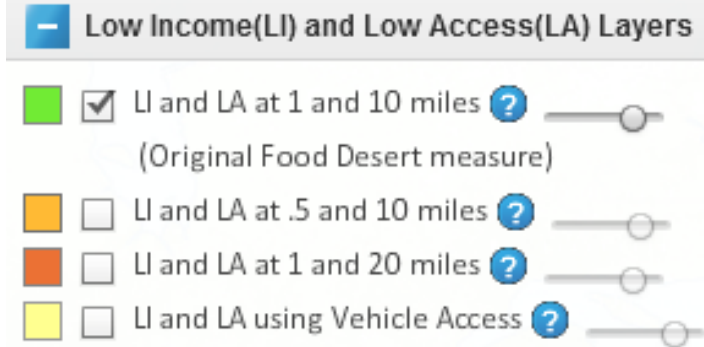 Low Income(LI) and Low Access(LA) Layers
LI and LA at 1 and 10 miles ?
(Original Food Desert measure)
LI and LA at .5 and 10 miles ?
LI and LA at 1 and 20 miles ?
LI and LA using Vehicle Access ?